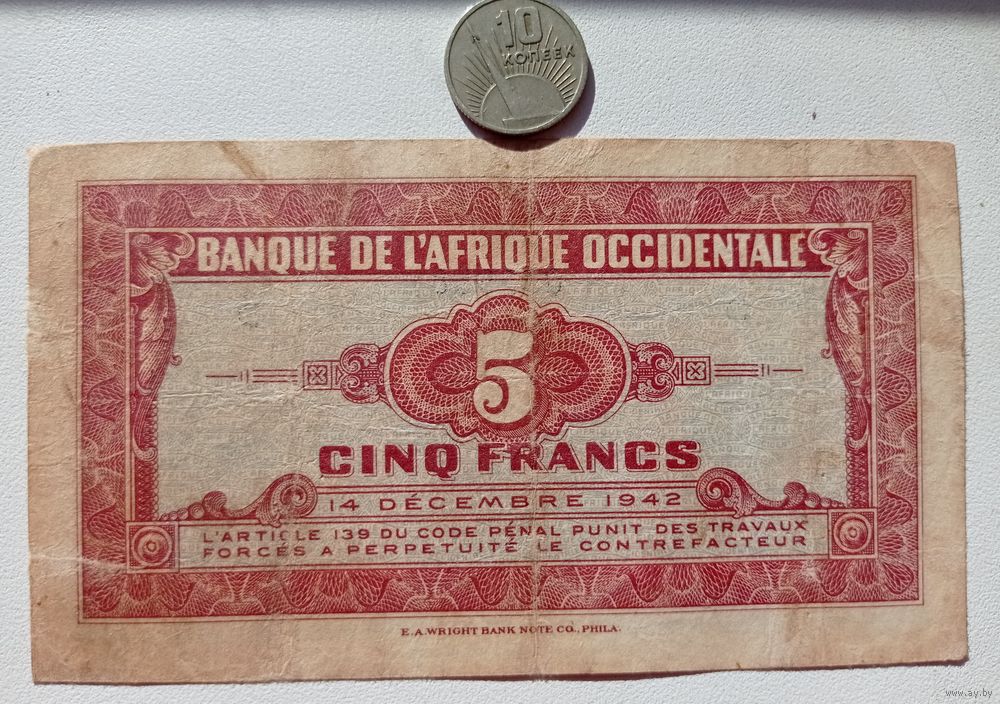 10
КОПЕЕК
BANQUE DE L'AFRIQUE OCCIDENTALE
5
CINQ FRANCS
14 DÉCEMBRE 1942
L'ARTICLE 139 DU CODE PÉNAL PUNIT DES TRAVAUX
FORCÉS A PERPETUITÉ LE CONTREFACTEUR
E.A.WRIGHT BANK NOTE CO., PHILA.
www.ay.by